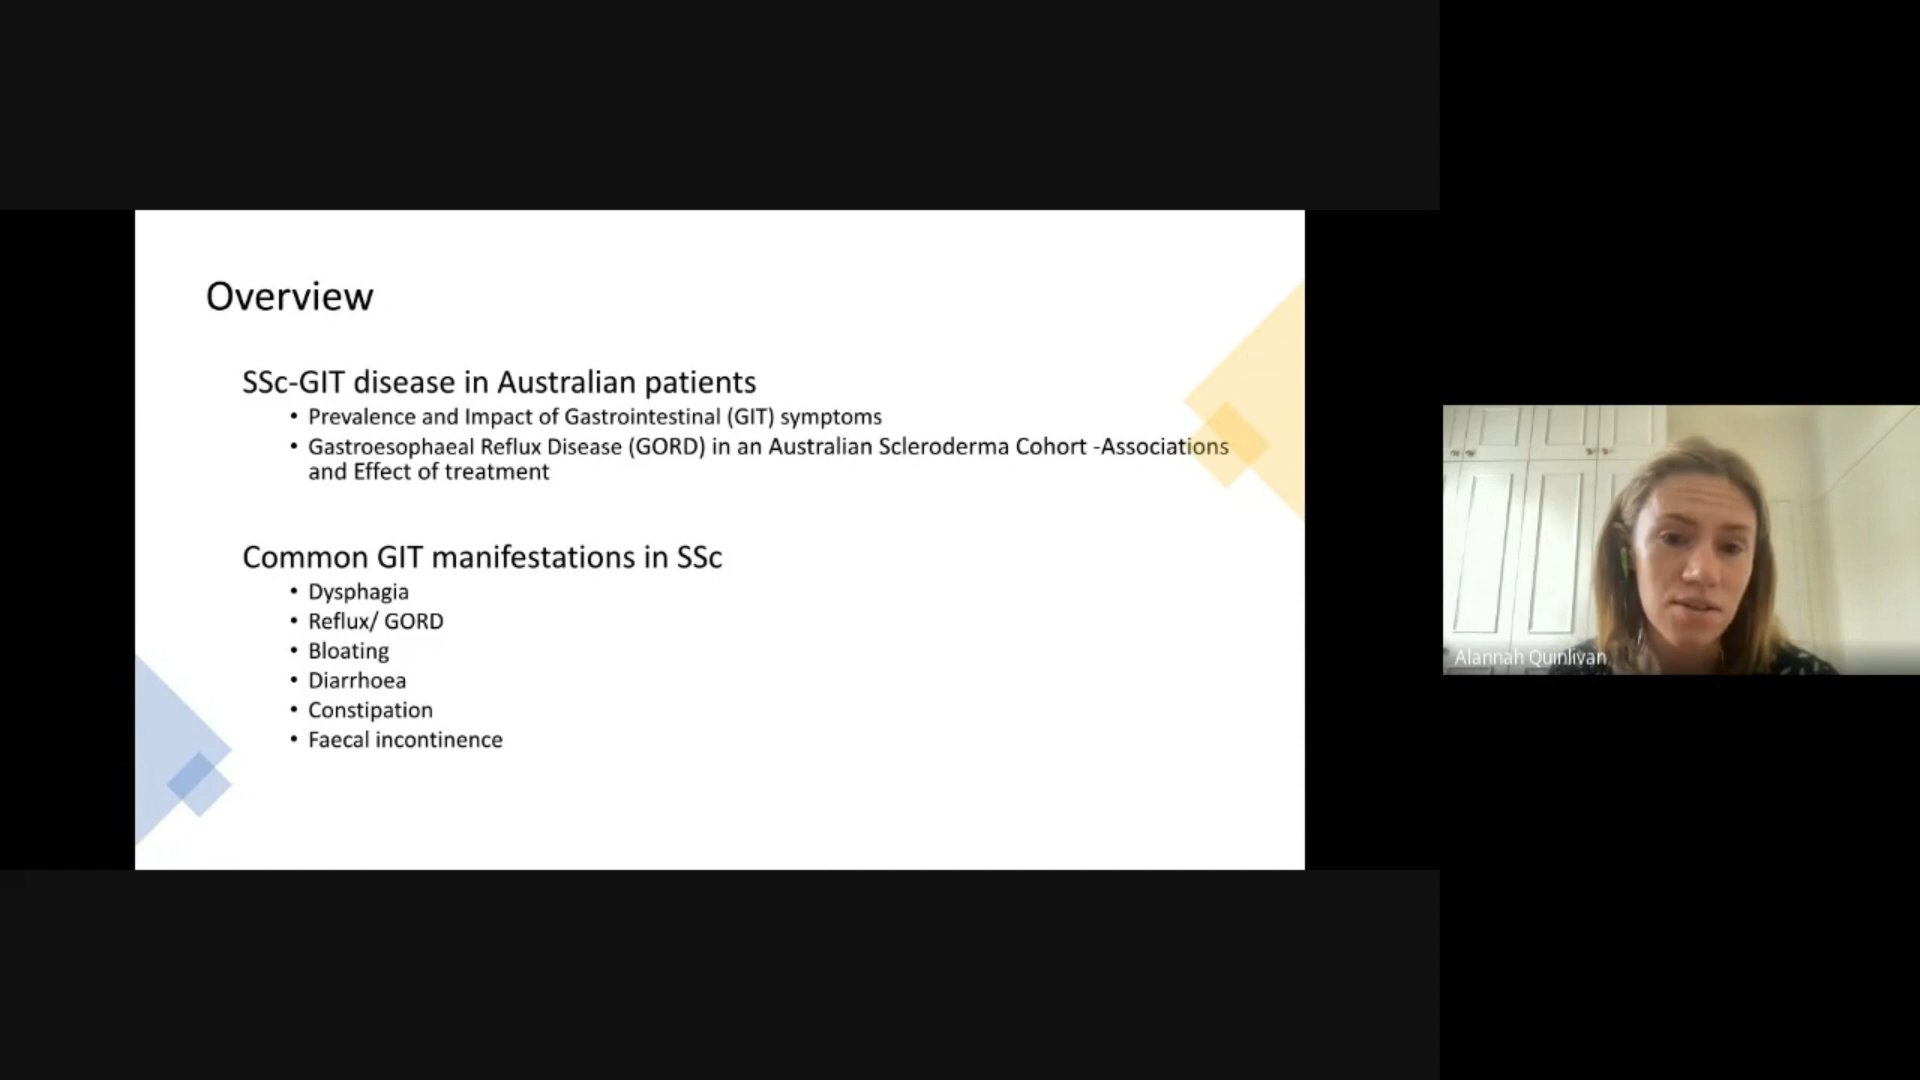 Overview
SSc-GIT disease in Australian patients
• Prevalence and Impact of Gastrointestinal (GIT) symptoms
• Gastroesophaeal Reflux Disease (GORD) in an Australian Scleroderma Cohort -Associations
and Effect of treatment
Common GIT manifestations in SSc
• Dysphagia
• Reflux/ GORD
• Bloating
• Diarrhoea
• Constipation
• Faecal incontinence
Alannah Quinlivan